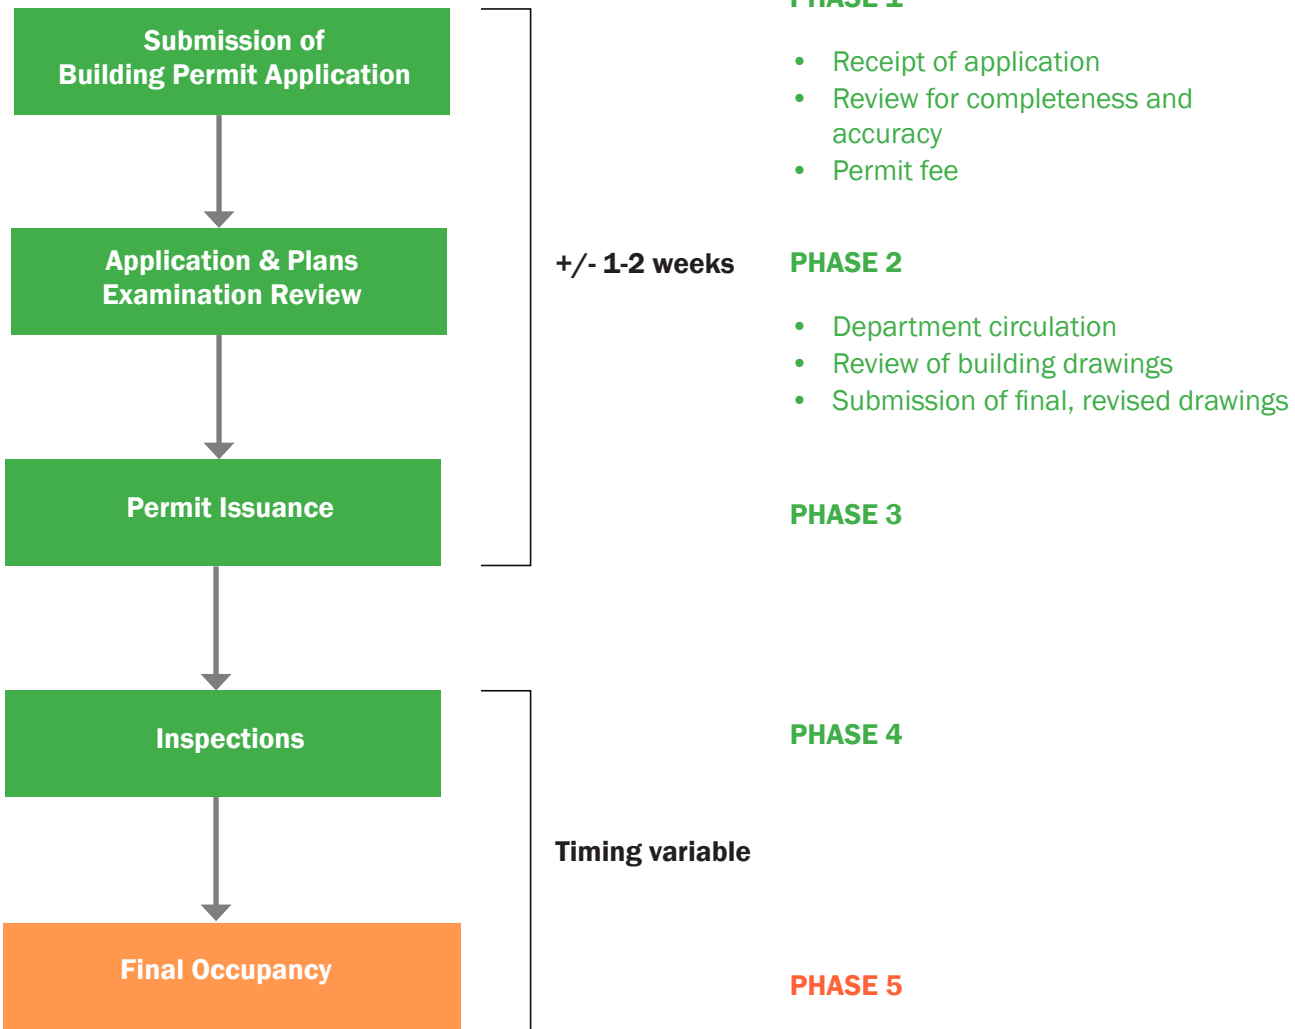 PHASE 1
Submission of
Building Permit Application
• Receipt of application
• Review for completeness and
accuracy
• Permit fee
Application & Plans
Examination Review
+/- 1-2 weeks
PHASE 2
• Department circulation
• Review of building drawings
• Submission of final, revised drawings
Permit Issuance
PHASE 3
Inspections
PHASE 4
Timing variable
Final Occupancy
PHASE 5